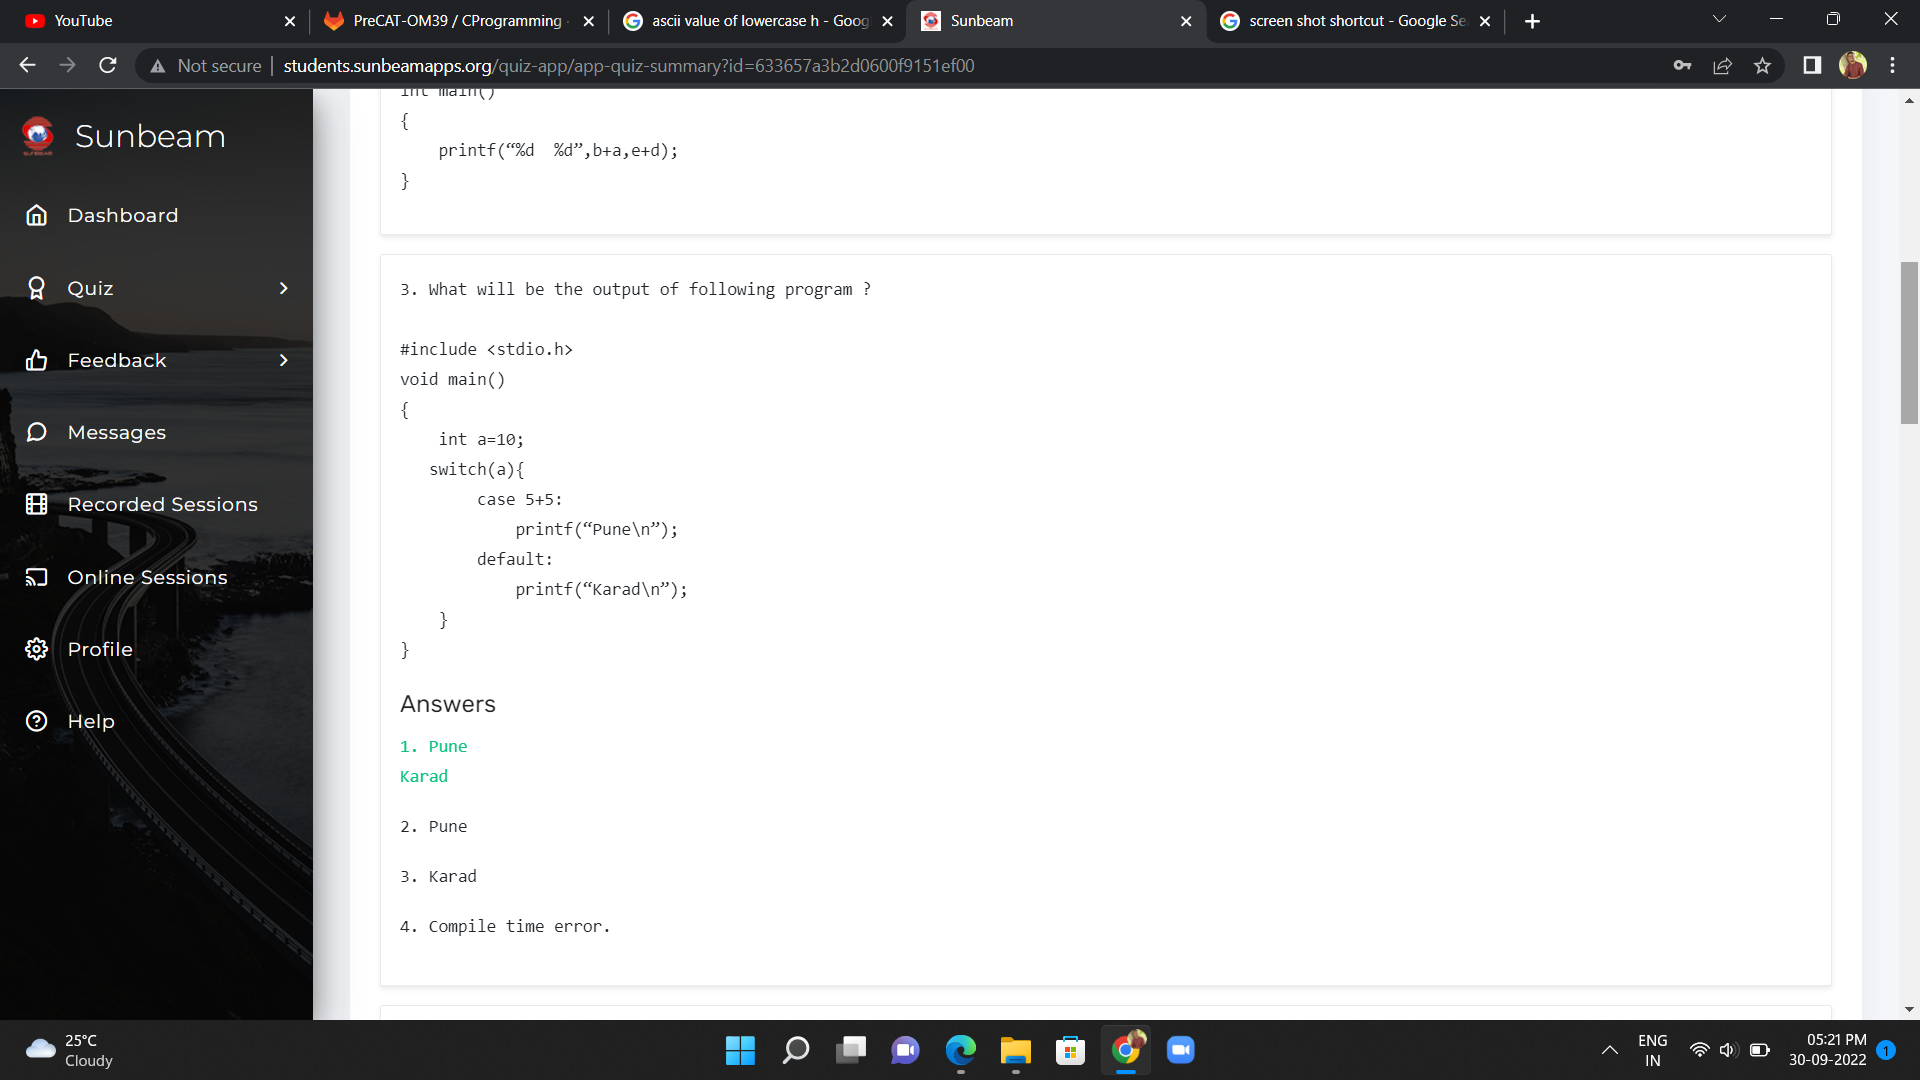 YouTube
PreCAT-OM39 / CProgramming
ascii value of lowercase h - Goog
Sunbeam
screen shot shortcut - Google Se
Not secure
students.sunbeamapps.org/quiz-app/app-quiz-summary?id=633657a3b2d0600f9151ef00
Sunbeam
Dashboard
Quiz
Feedback
Messages
Recorded Sessions
Online Sessions
Profile
Help
int main()
{
printf(“%d  %d”,b+a,e+d);
}
3. What will be the output of following program ?
#include <stdio.h>
void main()
{
int a=10;
switch(a){
case 5+5:
printf(“Pune\n”);
default:
printf(“Karad\n”);
}
}
Answers
1. Pune
Karad
2. Pune
3. Karad
4. Compile time error.
25°C
Cloudy
ENG
IN
05:21 PM
30-09-2022
1